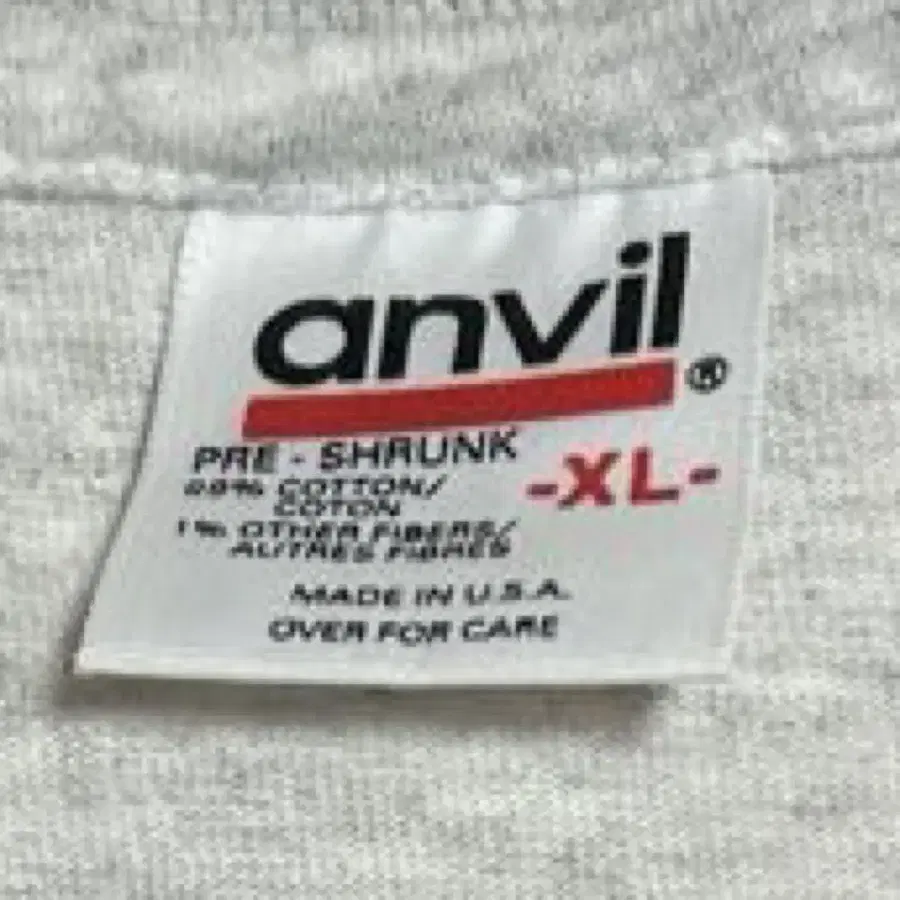 anvil®
PRE - SHRUNK
-XL-
99% COTTON/
COTON
1% OTHER FIBERS/
AUTRES FIBRES
MADE IN U.S.A.
OVER FOR CARE